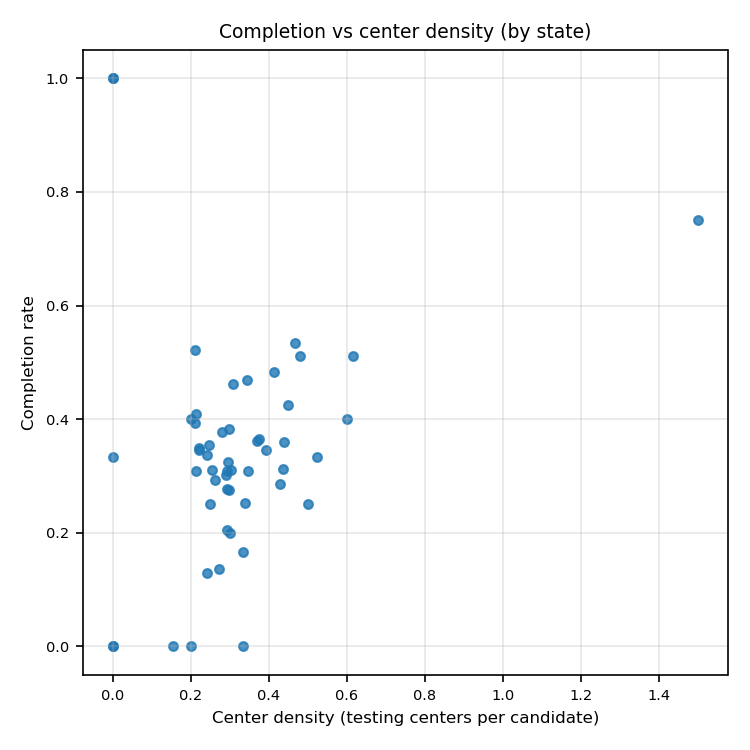 Completion vs center density (by state)
1.0
0.8
0.6
0.4
0.2
0.0
Completion rate
0.0 0.2 0.4 0.6 0.8 1.0 1.2 1.4
Center density (testing centers per candidate)